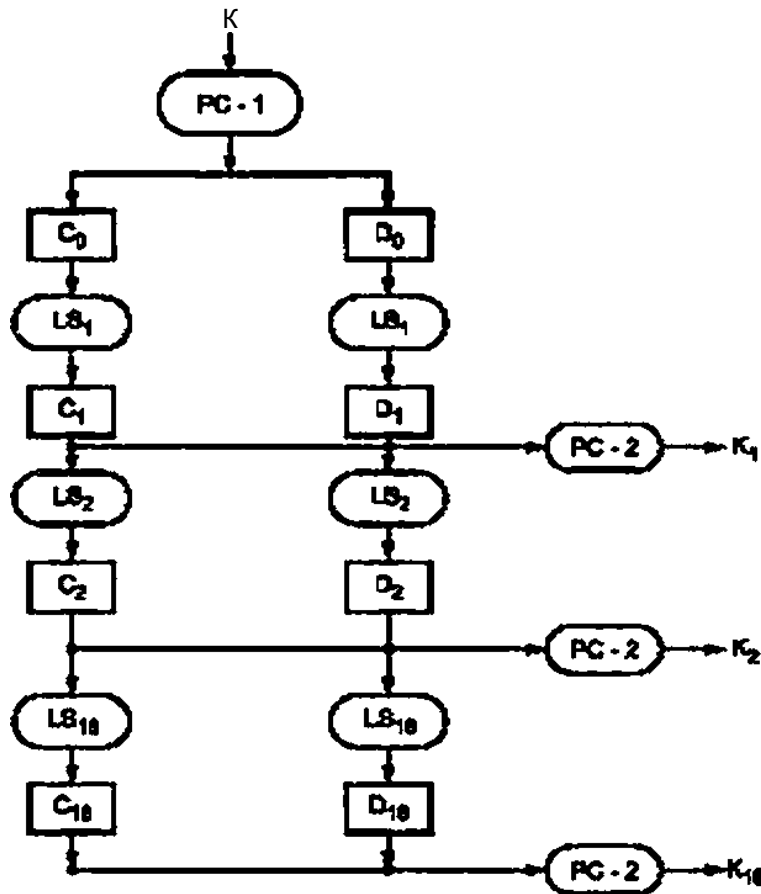 K
PC - 1
C₀ D₀
LS₁ LS₁
C₁ D₁
PC - 2 K₁
LS₂ LS₂
C₂ D₂
PC - 2 K₂
LS₁₆ LS₁₆
C₁₆ D₁₆
PC - 2 K₁₆